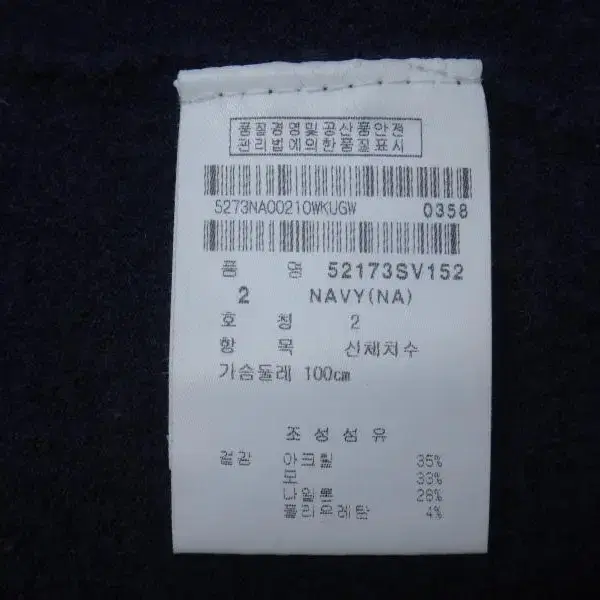 품질경영및공산품안전
관리법에의한품질표시
5273NA00210WKUGW 0358
품 명 52173SV152
2 NAVY(NA)
호 칭 2
항 목 신체치수
가슴둘레 100cm
조성섬유
겉감 아크릴 35%
모 33%
나일론 28%
폴리우레탄 4%